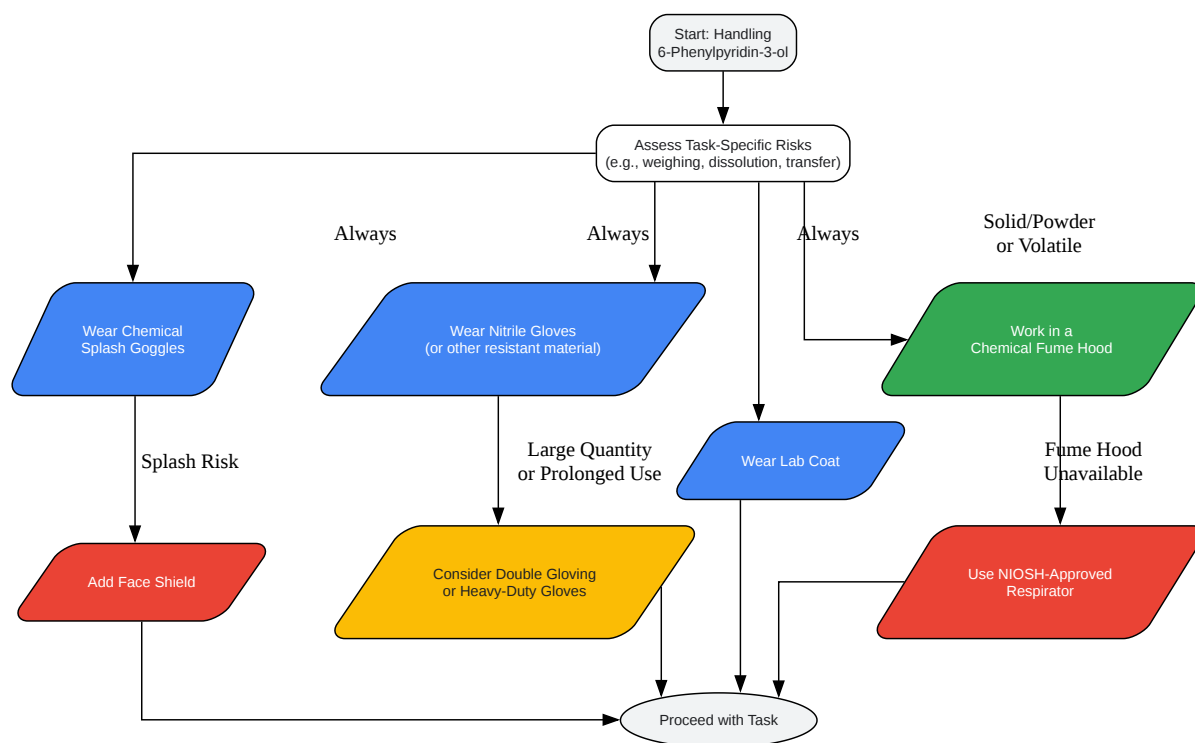 Start: Handling
6-Phenylpyridin-3-ol
Assess Task-Specific Risks
(e.g., weighing, dissolution, transfer)
Always
Always
Always
Solid/Powder
or Volatile
Wear Chemical
Splash Goggles
Wear Nitrile Gloves
(or other resistant material)
Work in a
Chemical Fume Hood
Splash Risk
Large Quantity
or Prolonged Use
Wear Lab Coat
Fume Hood
Unavailable
Add Face Shield
Consider Double Gloving
or Heavy-Duty Gloves
Use NIOSH-Approved
Respirator
Proceed with Task